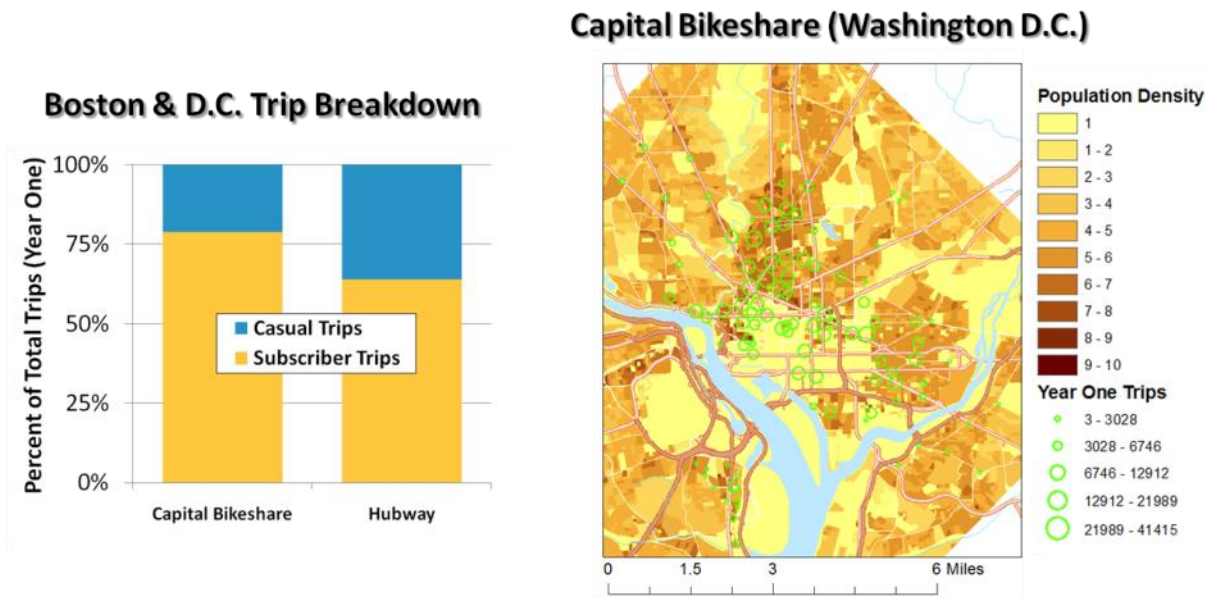 Boston & D.C. Trip Breakdown
Percent of Total Trips (Year One)
100%
75%
50%
25%
0%
Casual Trips
Subscriber Trips
Capital Bikeshare
Hubway
Capital Bikeshare (Washington D.C.)
Population Density
1
1 - 2
2 - 3
3 - 4
4 - 5
5 - 6
6 - 7
7 - 8
8 - 9
9 - 10
Year One Trips
3 - 3028
3028 - 6746
6746 - 12912
12912 - 21989
21989 - 41415
0 1.5 3 6 Miles